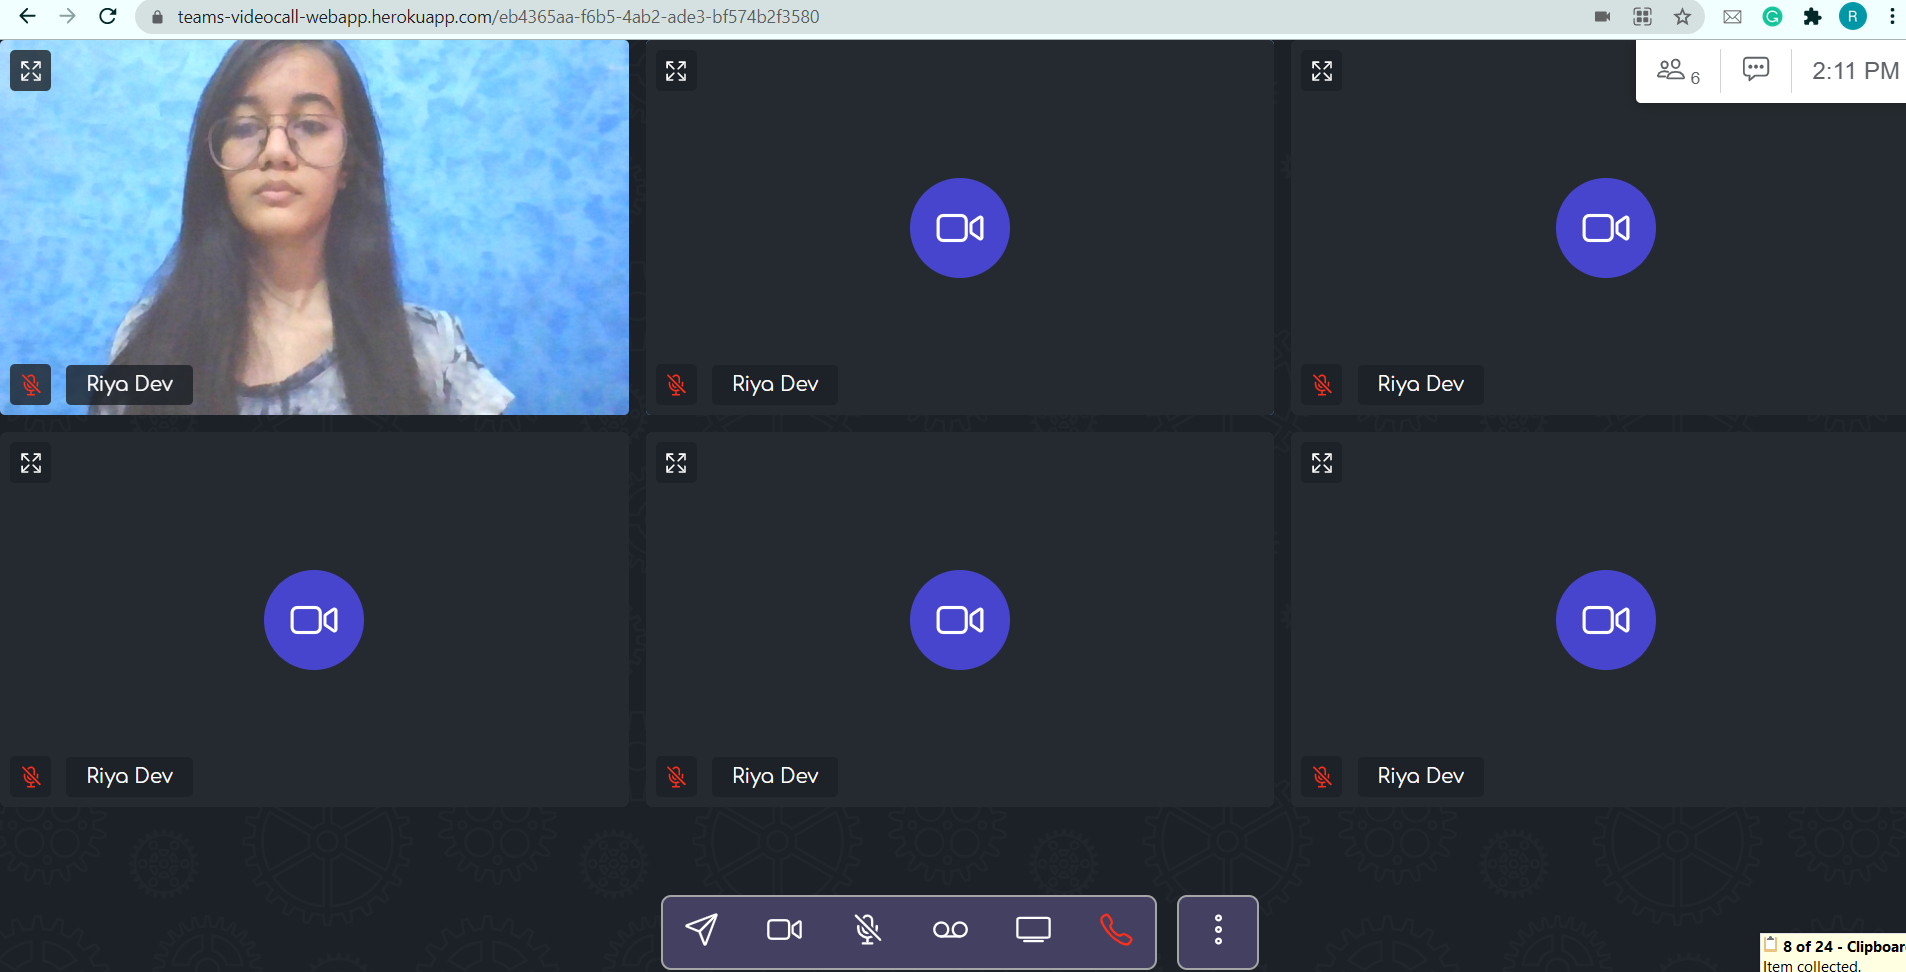 teams-videocall-webapp.herokuapp.com/eb4365aa-f6b5-4ab2-ade3-bf574b2f3580
R
6
2:11 PM
Riya Dev
Riya Dev
Riya Dev
Riya Dev
Riya Dev
Riya Dev
8 of 24 - Clipboar
Item collected.